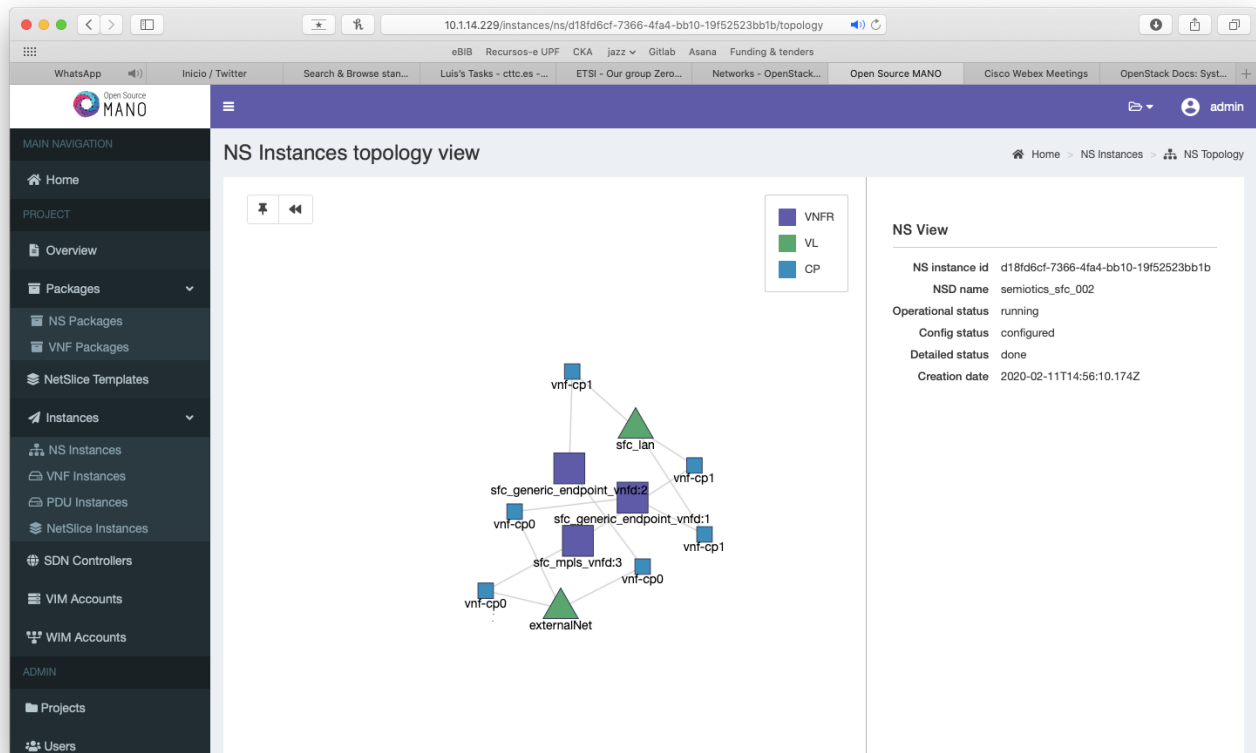 10.1.14.229/instances/ns/d18fd6cf-7366-4fa4-bb10-19f52523bb1b/topology
eBIB Recursos-e UPF CKA jazz Gitlab Asana Funding & tenders
WhatsApp Inicio / Twitter Search & Browse stan... Luis's Tasks - cttc.es -... ETSI - Our group Zero... Networks - OpenStack... Open Source MANO Cisco Webex Meetings OpenStack Docs: Syst... +
Open Source
MANO
admin
MAIN NAVIGATION
Home
PROJECT
Overview
Packages
NS Packages
VNF Packages
NetSlice Templates
Instances
NS Instances
VNF Instances
PDU Instances
NetSlice Instances
SDN Controllers
VIM Accounts
WIM Accounts
ADMIN
Projects
Users
NS Instances topology view
Home > NS Instances > NS Topology
VNFR
VL
CP
vnf-cp1
sfc_lan
vnf-cp1
sfc_generic_endpoint_vnfd:2
vnf-cp0
sfc_generic_endpoint_vnfd:1
vnf-cp1
sfc_mpls_vnfd:3
vnf-cp0
vnf-cp0
externalNet
NS View
NS instance id d18fd6cf-7366-4fa4-bb10-19f52523bb1b
NSD name semiotics_sfc_002
Operational status running
Config status configured
Detailed status done
Creation date 2020-02-11T14:56:10.174Z